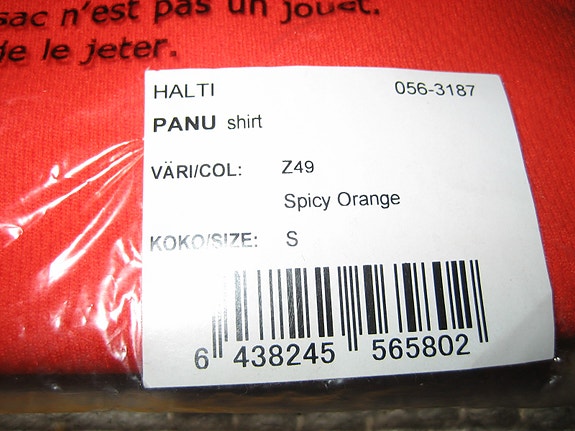 sac n'est pas un jouet.
de le jeter.
HALTI 056-3187
PANU shirt
VÄRI/COL: Z49
Spicy Orange
KOKO/SIZE: S
6 438245 565802